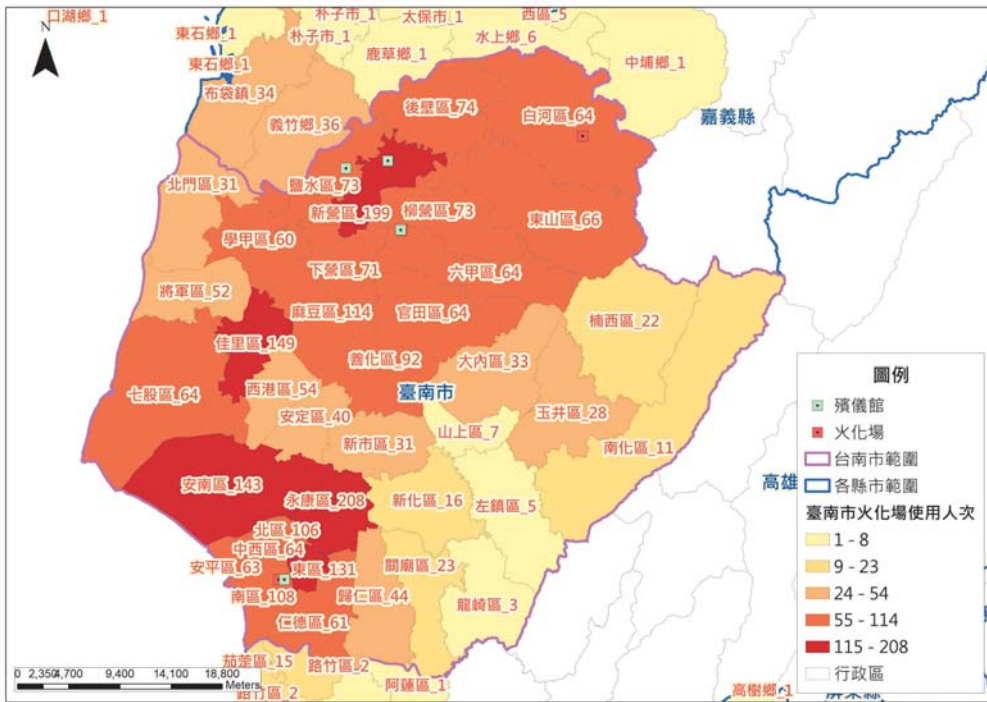 口湖鄉_1
朴子市_1
太保市_1
西區_5
東石鄉_1
朴子市_1
鹿草鄉_1
水上鄉_6
中埔鄉_1
N
東石鄉_1
布袋鎮_34
後壁區_74
白河區_64
嘉義縣
義竹鄉_36
北門區_31
鹽水區_73
新營區_199
柳營區_73
東山區_66
學甲區_60
下營區_71
六甲區_64
將軍區_52
麻豆區_114
官田區_64
楠西區_22
佳里區_149
善化區_92
大內區_33
七股區_64
西港區_54
臺南市
玉井區_28
安定區_40
新市區_31
山上區_7
南化區_11
安南區_143
永康區_208
新化區_16
左鎮區_5
高雄
北區_106
中西區_64
安平區_63
東區_131
關廟區_23
南區_108
歸仁區_44
龍崎區_3
仁德區_61
茄萣區_15
路竹區_2
阿蓮區_1
路竹區_2
高樹鄉_1
屏東縣
0 2,350 4,700 9,400 14,100 18,800
Meters
圖例
殯儀館
火化場
台南市範圍
各縣市範圍
臺南市火化場使用人次
1 - 8
9 - 23
24 - 54
55 - 114
115 - 208
行政區